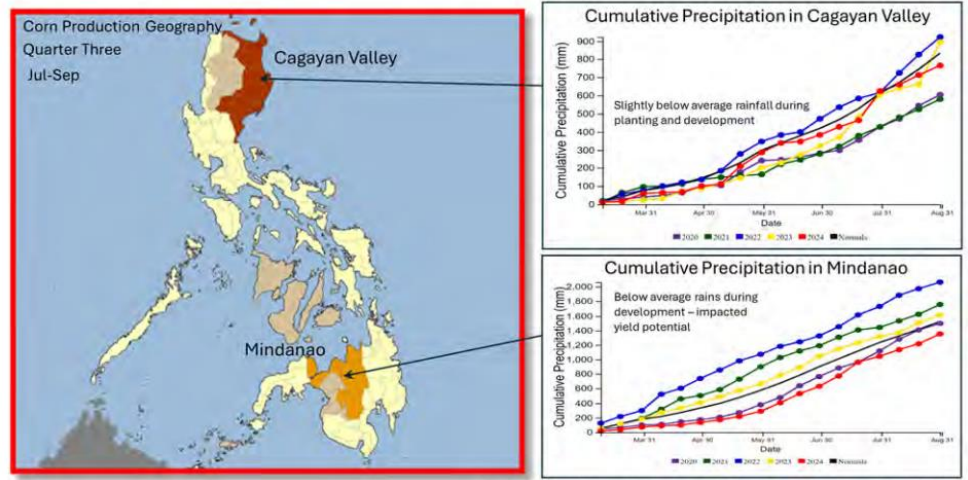 Corn Production Geography
Quarter Three
Jul-Sep
Cagayan Valley
Mindanao
Cumulative Precipitation in Cagayan Valley
Cumulative Precipitation (mm)
900
800
700
600
500
400
300
200
100
0
Slightly below average rainfall during
planting and development
Mar 31
Apr 30
May 31
Jun 30
Jul 31
Aug 31
Date
2020
2021
2022
2023
2024
Normals
Cumulative Precipitation in Mindanao
Cumulative Precipitation (mm)
2,000
1,800
1,600
1,400
1,200
1,000
800
600
400
200
0
Below average rains during
development – impacted
yield potential
Mar 31
Apr 30
May 31
Jun 30
Jul 31
Aug 31
Date
2020
2021
2022
2023
2024
Normals